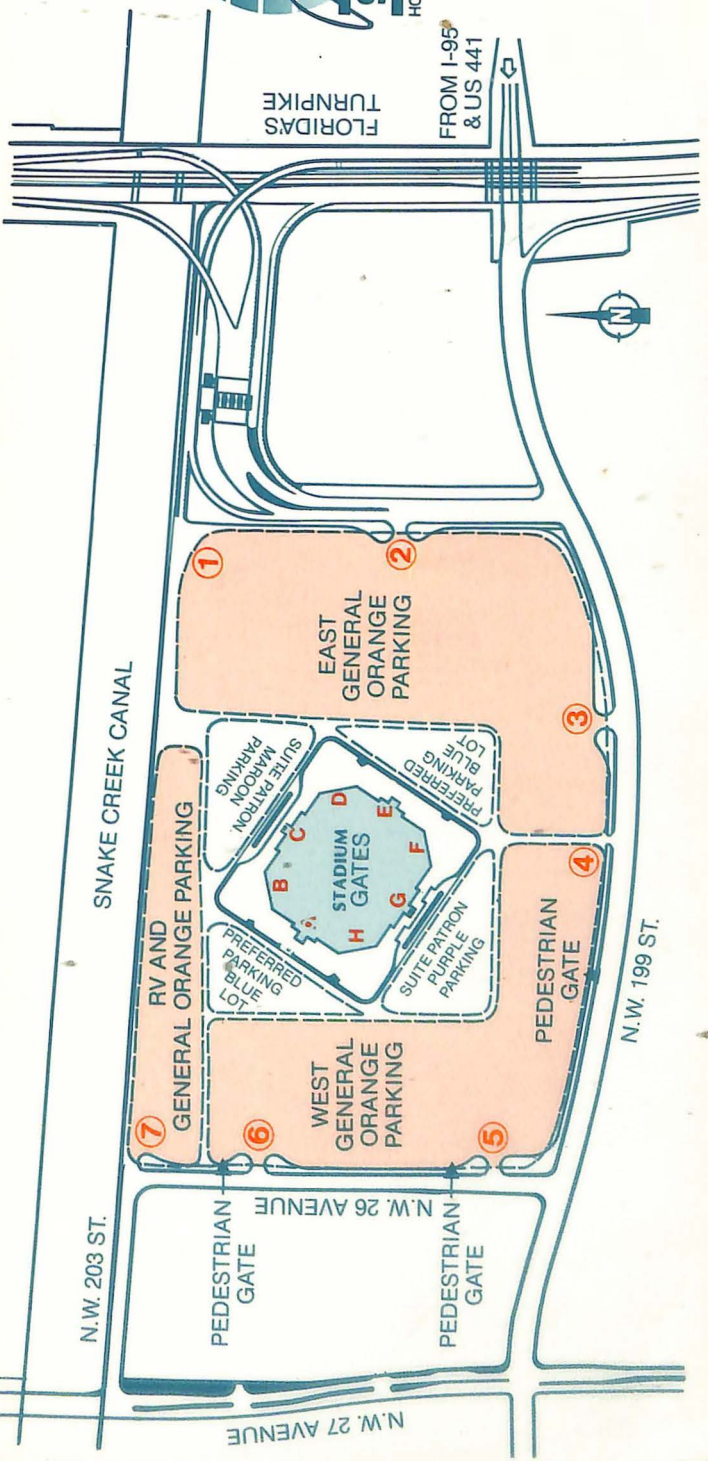 FLORIDA'S
TURNPIKE
FROM I-95
& US 441
N
SNAKE CREEK CANAL
N.W. 203 ST.
RV AND
GENERAL ORANGE PARKING
7
1
2
3
4
5
6
EAST
GENERAL
ORANGE
PARKING
SUITE PATRON
MAROON
PARKING
PREFERRED
PARKING
BLUE
LOT
PREFERRED
PARKING
BLUE
LOT
SUITE PATRON
PURPLE
PARKING
STADIUM
GATES
A
B
C
D
E
F
G
H
WEST
GENERAL
ORANGE
PARKING
PEDESTRIAN
GATE
PEDESTRIAN
GATE
PEDESTRIAN
GATE
N.W. 26 AVENUE
N.W. 27 AVENUE
N.W. 199 ST.